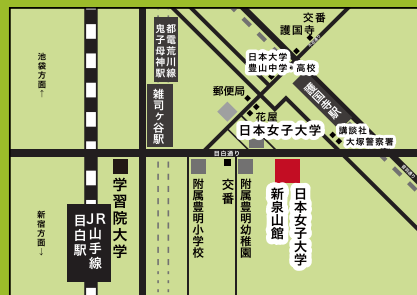 交番
護国寺
都電荒川線
鬼子母神駅
日本大学
豊山中学・高校
池袋方面→
護国寺駅
郵便局
雑司ヶ谷駅
花屋
日本女子大学
講談社
大塚警察署
目白通り
学習院大学
附属豊明小学校
交番
附属豊明幼稚園
日本女子大学
新泉山館
新宿方面→
JR山手線
目白駅